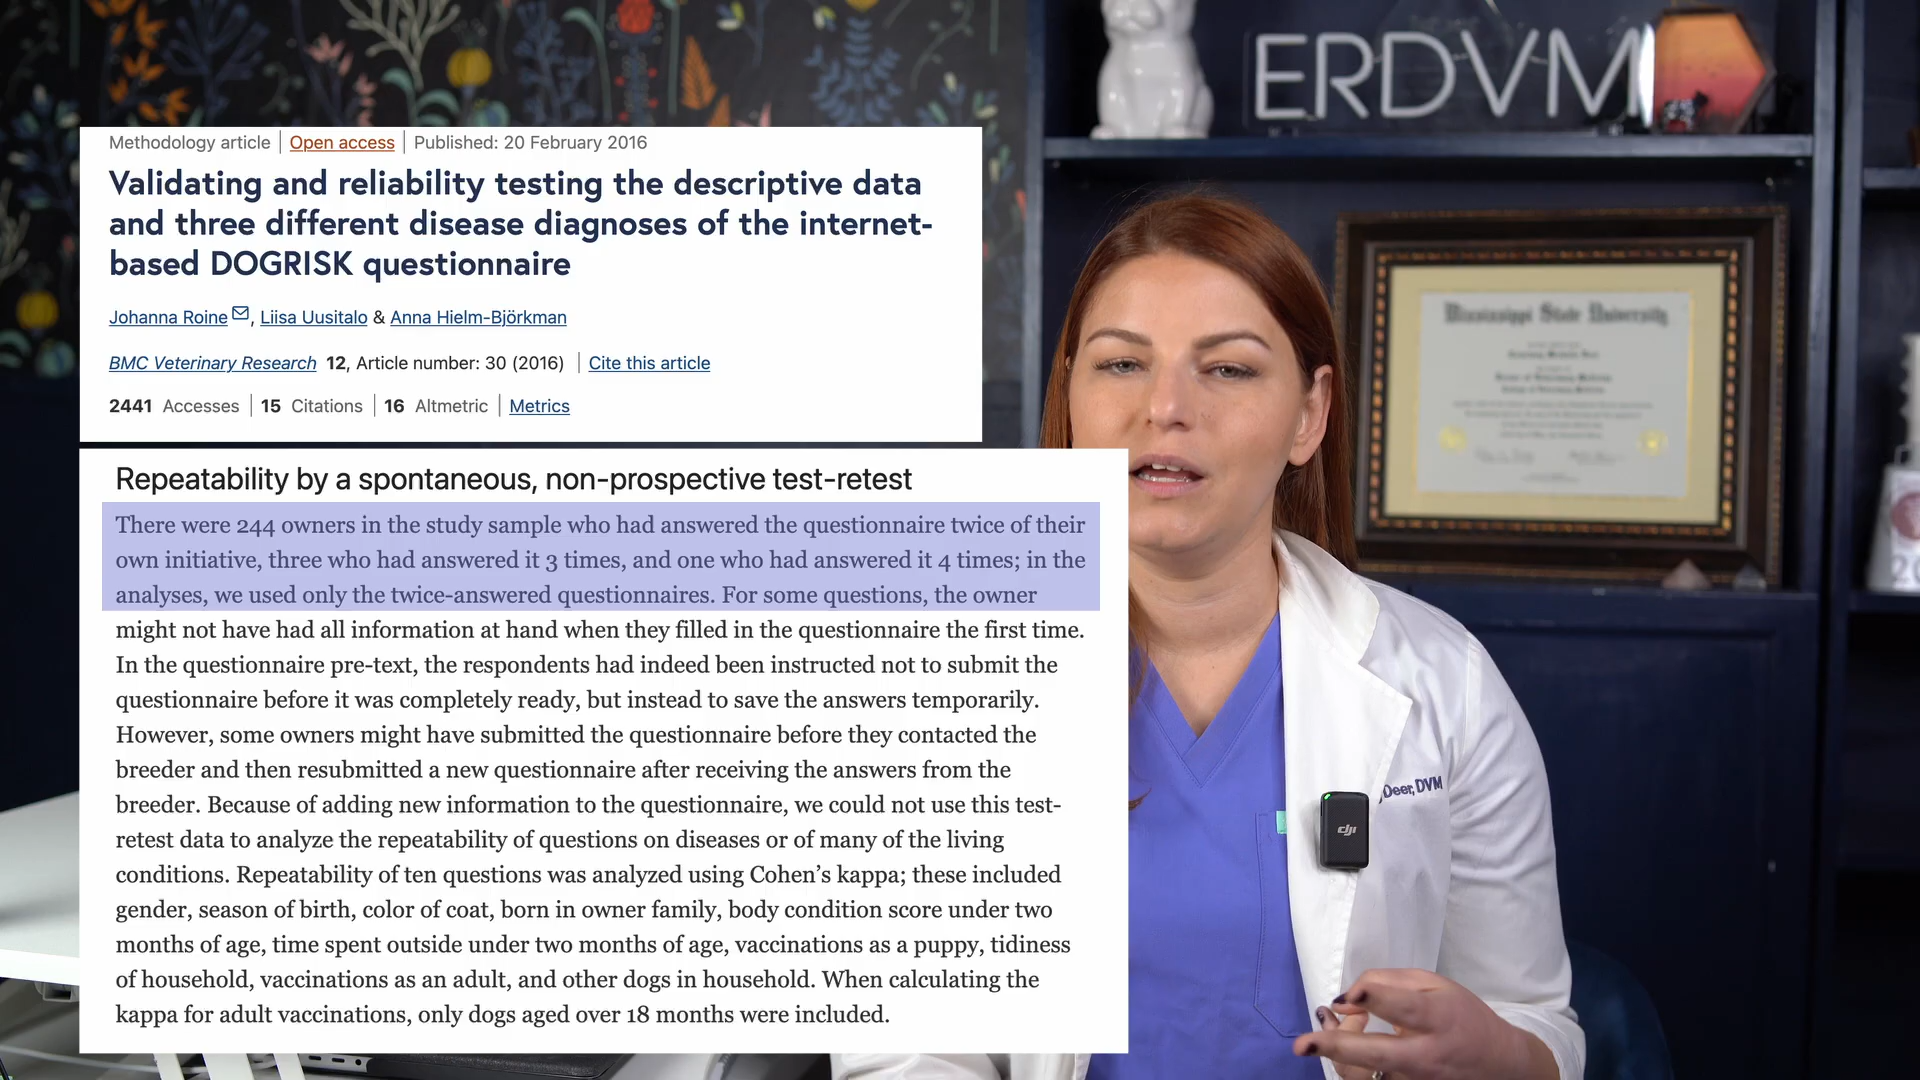 ERDVM
Methodology article | Open access | Published: 20 February 2016
Validating and reliability testing the descriptive data
and three different disease diagnoses of the internet-
based DOGRISK questionnaire
Johanna Roine, Liisa Uusitalo & Anna Hielm-Björkman
BMC Veterinary Research 12, Article number: 30 (2016) | Cite this article
2441 Accesses | 15 Citations | 16 Altmetric | Metrics
Mississippi State University
Repeatability by a spontaneous, non-prospective test-retest
There were 244 owners in the study sample who had answered the questionnaire twice of their
own initiative, three who had answered it 3 times, and one who had answered it 4 times; in the
analyses, we used only the twice-answered questionnaires. For some questions, the owner
might not have had all information at hand when they filled in the questionnaire the first time.
In the questionnaire pre-text, the respondents had indeed been instructed not to submit the
questionnaire before it was completely ready, but instead to save the answers temporarily.
However, some owners might have submitted the questionnaire before they contacted the
breeder and then resubmitted a new questionnaire after receiving the answers from the
breeder. Because of adding new information to the questionnaire, we could not use this test-
retest data to analyze the repeatability of questions on diseases or of many of the living
conditions. Repeatability of ten questions was analyzed using Cohen’s kappa; these included
gender, season of birth, color of coat, born in owner family, body condition score under two
months of age, time spent outside under two months of age, vaccinations as a puppy, tidiness
of household, vaccinations as an adult, and other dogs in household. When calculating the
kappa for adult vaccinations, only dogs aged over 18 months were included.
Deer, DVM
dji
20